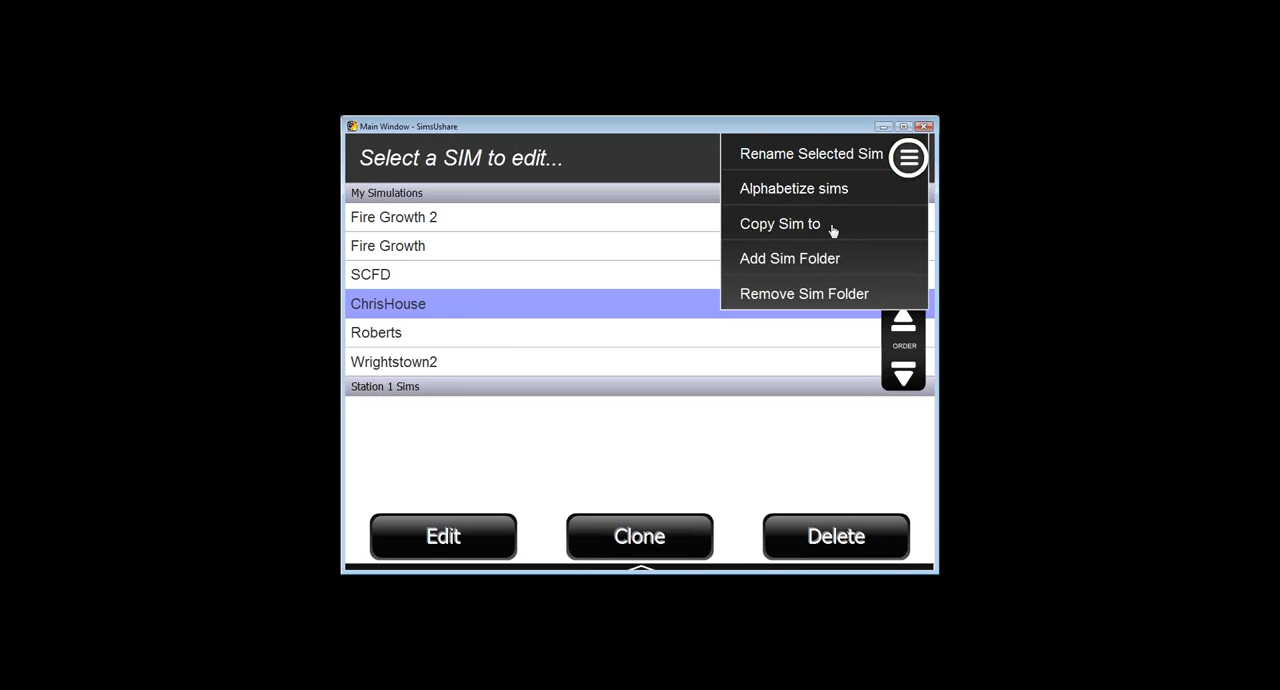 Main Window - SimsUshare
Select a SIM to edit...
Rename Selected Sim
Alphabetize sims
Copy Sim to
Add Sim Folder
Remove Sim Folder
My Simulations
Fire Growth 2
Fire Growth
SCFD
ChrisHouse
Roberts
Wrightstown2
ORDER
Station 1 Sims
Edit
Clone
Delete